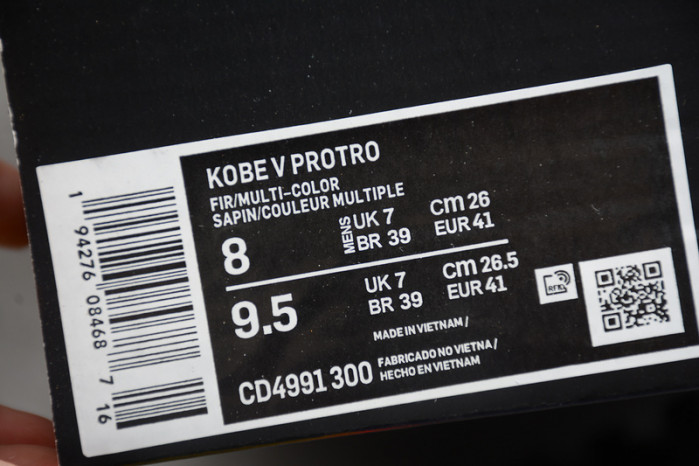 KOBE V PROTRO
FIR/MULTI-COLOR
SAPIN/COULEUR MULTIPLE
8
MENS
UK 7 cm 26
BR 39 EUR 41
9.5
UK 7 cm 26.5
BR 39 EUR 41
MADE IN VIETNAM /
CD4991 300
FABRICADO NO VIETNA /
HECHO EN VIETNAM
1 94276 08468 7 16
RFID